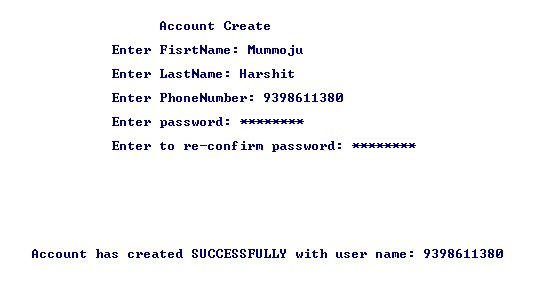 Account Create
Enter FisrtName: Mummoju
Enter LastName: Harshit
Enter PhoneNumber: 9398611380
Enter password: ********
Enter to re-confirm password: ********
Account has created SUCCESSFULLY with user name: 9398611380